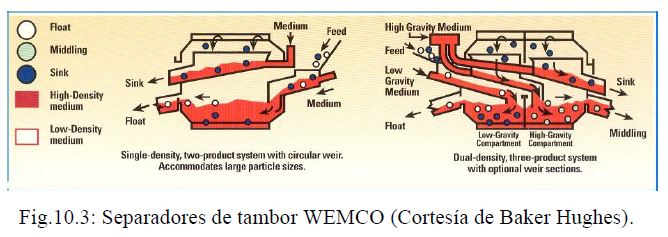 Float
Middling
Sink
High-Density
medium
Low-Density
medium
Medium
Feed
Sink
Float
Medium
Single-density, two-product system with circular weir.
Accommodates large particle sizes.
High Gravity Medium
Feed
Low
Gravity
Medium
Float
Sink
Middling
Low-Gravity
Compartment
High-Gravity
Compartment
Dual-density, three-product system
with optional weir sections.
Fig.10.3: Separadores de tambor WEMCO (Cortesía de Baker Hughes).